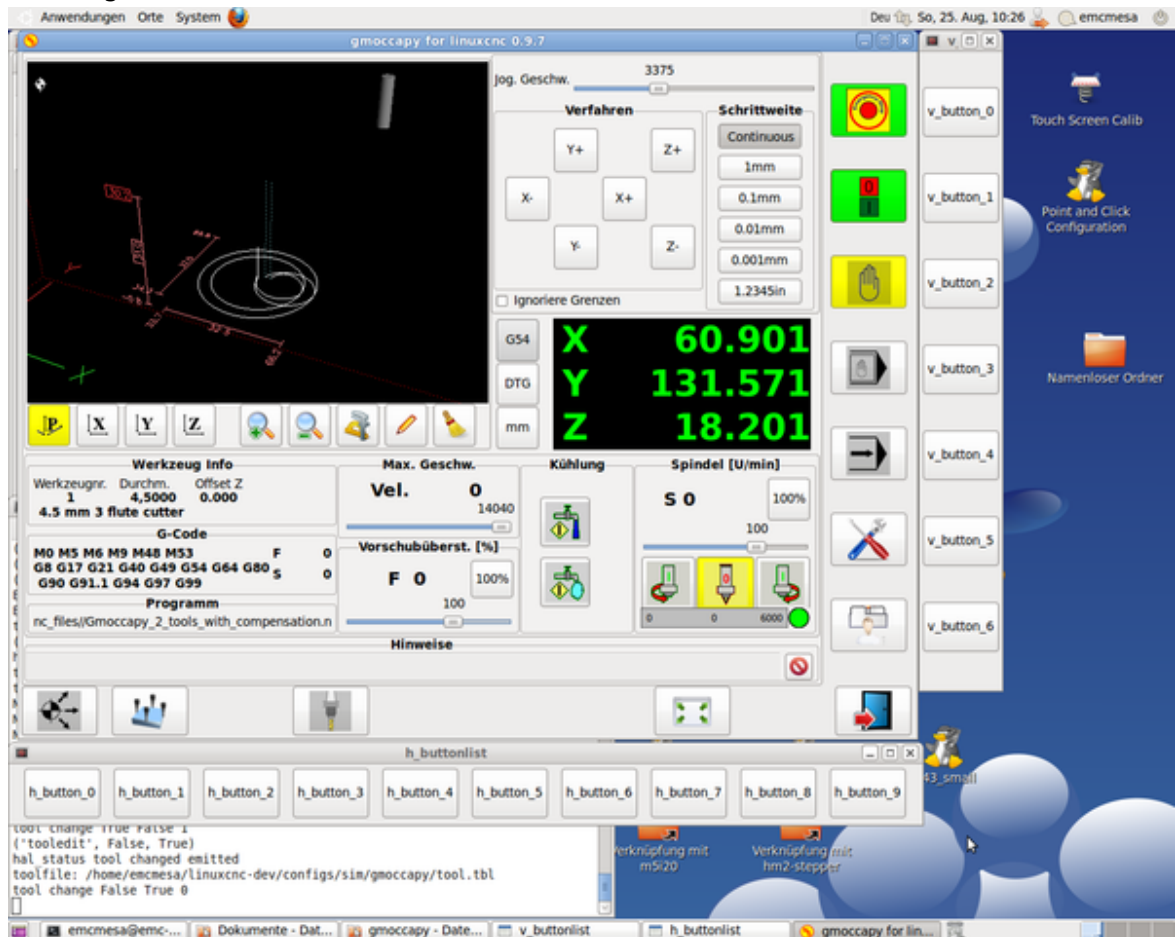 Anwendungen Orte System
Deu
So, 25. Aug, 10:26
emcmesa
gmoccapy for linuxcnc 0.9.7
Jog. Geschw.
3375
Verfahren
Y+
Z+
X-
X+
Y-
Z-
Ignoriere Grenzen
Schrittweite
Continuous
1mm
0.1mm
0.01mm
0.001mm
1.2345in
G54
DTG
mm
X 60.901
Y 131.571
Z 18.201
P
X
Y
Z
Werkzeug Info
Werkzeugnr. Durchm. Offset Z
1 4,5000 0.000
4.5 mm 3 flute cutter
G-Code
M0 M5 M6 M9 M48 M53
F 0
G8 G17 G21 G40 G49 G54 G64 G80
S 0
G90 G91.1 G94 G97 G99
Programm
nc_files//Gmoccapy_2_tools_with_compensation.n
Max. Geschw.
Vel. 0
14040
Vorschubüberst. [%]
F 0
100%
100
Kühlung
Spindel [U/min]
S 0
100%
100
0 0 6000
Hinweise
v_button_0
v_button_1
v_button_2
v_button_3
v_button_4
v_button_5
v_button_6
Touch Screen Calib
Point and Click
Configuration
Namenloser Ordner
43_small
h_buttonlist
h_button_0 h_button_1 h_button_2 h_button_3 h_button_4 h_button_5 h_button_6 h_button_7 h_button_8 h_button_9
tool change True False 1
('tooledit', False, True)
hal_status tool changed emitted
toolfile: /home/emcmesa/linuxcnc-dev/configs/sim/gmoccapy/tool.tbl
tool change False True 0
Verknüpfung mit
m5i20
Verknüpfung mit
hm2-stepper
emcmesa@emc-...
Dokumente - Dat...
gmoccapy - Date...
v_buttonlist
h_buttonlist
gmoccapy for lin...